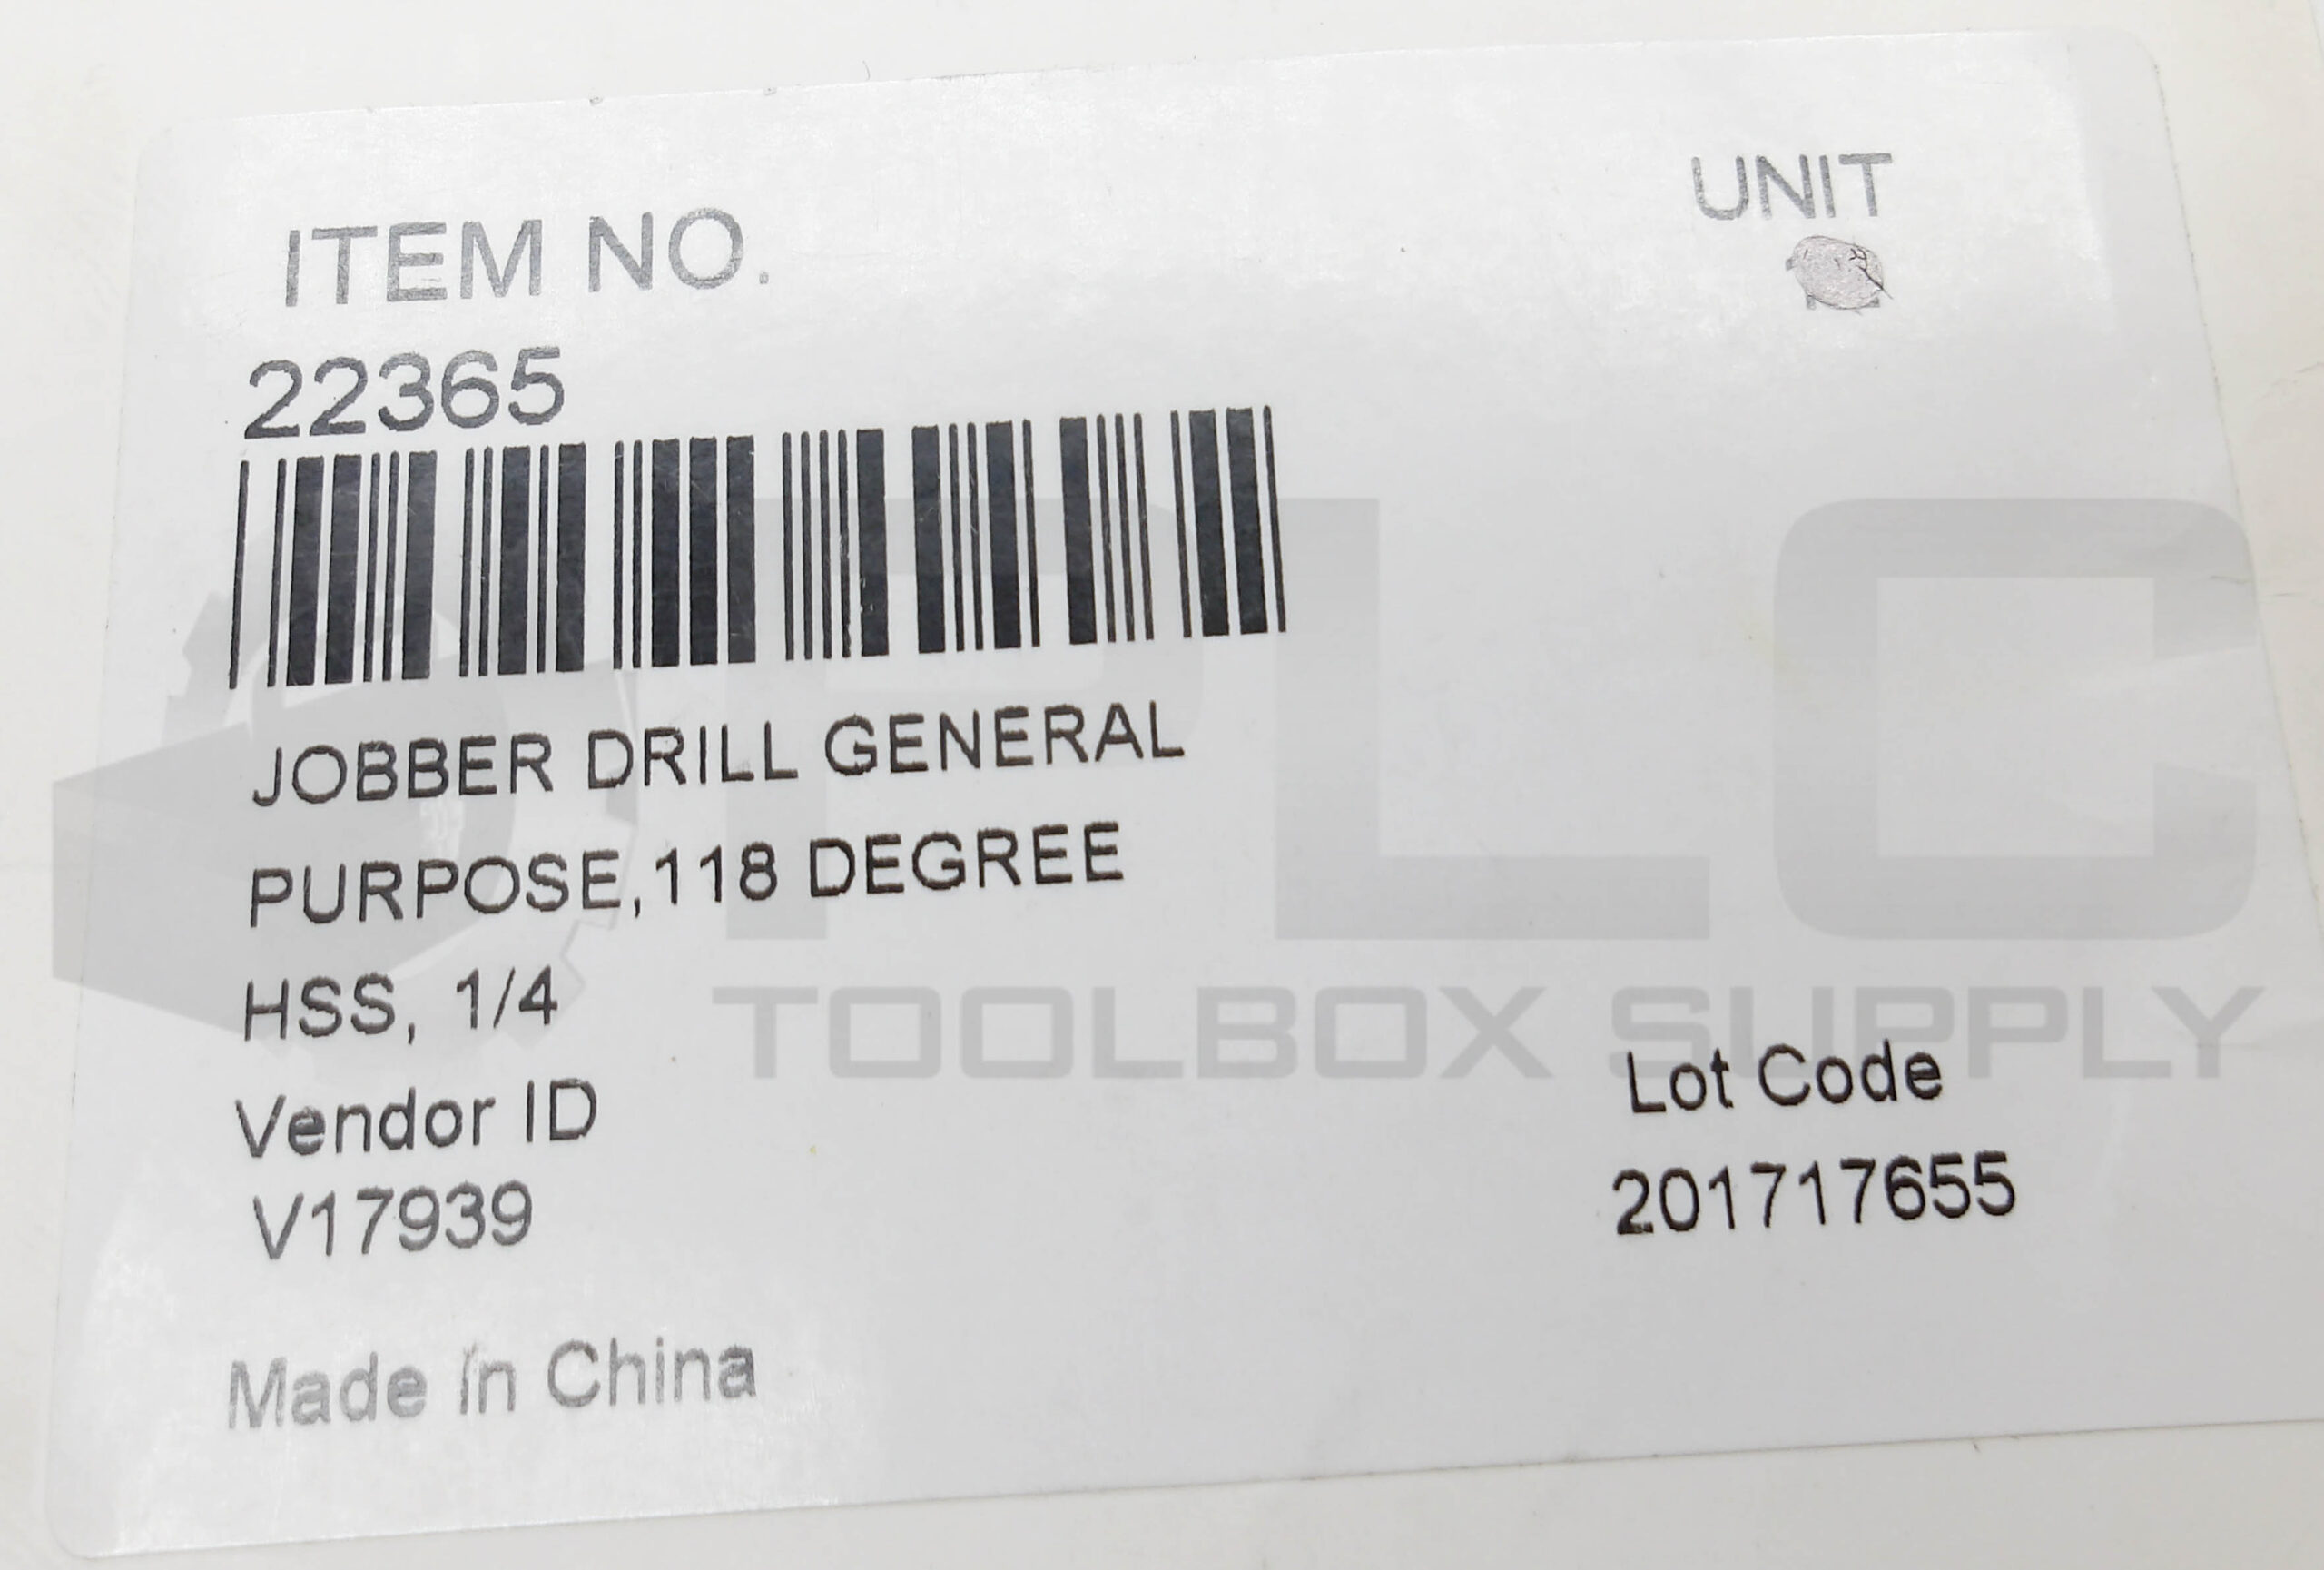 ITEM NO.
UNIT
22365
JOBBER DRILL GENERAL
PURPOSE,118 DEGREE
HSS, 1/4
Vendor ID
V17939
Lot Code
201717655
Made in China
PLC
TOOLBOX SUPPLY